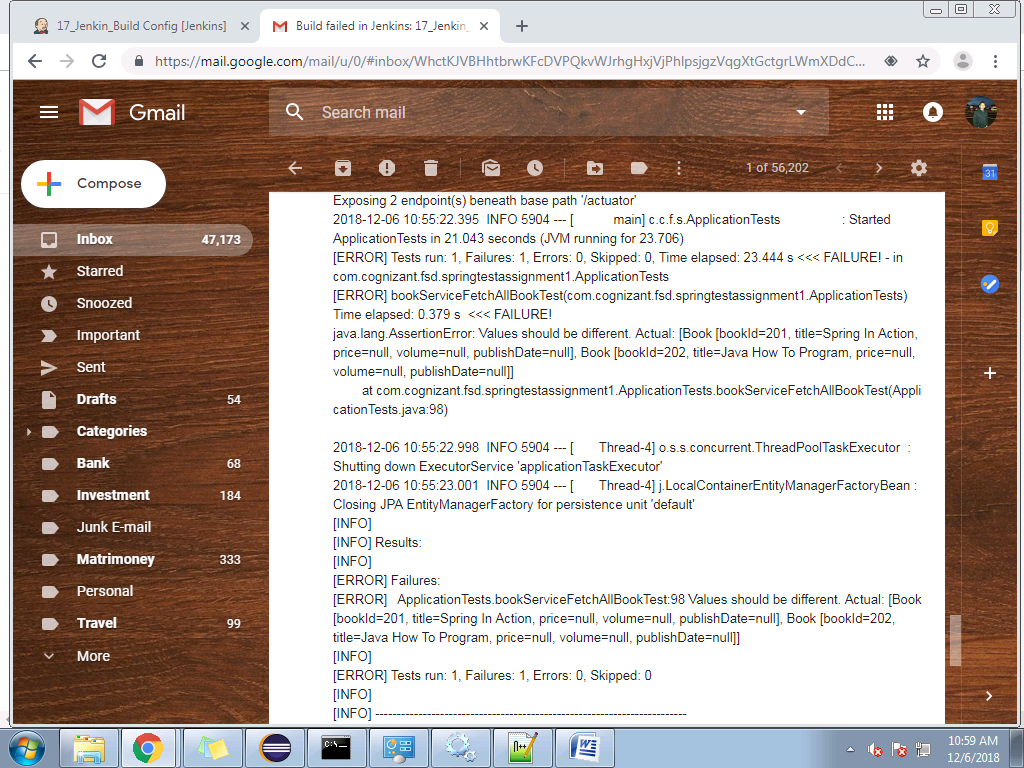 17_Jenkin_Build Config [Jenkins]
Build failed in Jenkins: 17_Jenkin_
https://mail.google.com/mail/u/0/#inbox/WhctKJVBHhtbrwKFcDVPQkvWJrhgHxjVjPhlpsjgzVqgXtGctgrLWmXDdC...
Gmail
Search mail
Compose
1 of 56,202
31
Inbox 47,173
Starred
Snoozed
Important
Sent
Drafts 54
Categories
Bank 68
Investment 184
Junk E-mail
Matrimoney 333
Personal
Travel 99
More
Exposing 2 endpoint(s) beneath base path '/actuator'
2018-12-06 10:55:22.395  INFO 5904 --- [           main] c.c.f.s.ApplicationTests                  : Started
ApplicationTests in 21.043 seconds (JVM running for 23.706)
[ERROR] Tests run: 1, Failures: 1, Errors: 0, Skipped: 0, Time elapsed: 23.444 s <<< FAILURE! - in
com.cognizant.fsd.springtestassignment1.ApplicationTests
[ERROR] bookServiceFetchAllBookTest(com.cognizant.fsd.springtestassignment1.ApplicationTests)
Time elapsed: 0.379 s  <<< FAILURE!
java.lang.AssertionError: Values should be different. Actual: [Book [bookId=201, title=Spring In Action,
price=null, volume=null, publishDate=null], Book [bookId=202, title=Java How To Program, price=null,
volume=null, publishDate=null]]
at com.cognizant.fsd.springtestassignment1.ApplicationTests.bookServiceFetchAllBookTest(Appli
cationTests.java:98)
2018-12-06 10:55:22.998  INFO 5904 --- [       Thread-4] o.s.s.concurrent.ThreadPoolTaskExecutor  :
Shutting down ExecutorService 'applicationTaskExecutor'
2018-12-06 10:55:23.001  INFO 5904 --- [       Thread-4] j.LocalContainerEntityManagerFactoryBean :
Closing JPA EntityManagerFactory for persistence unit 'default'
[INFO]
[INFO] Results:
[INFO]
[ERROR] Failures:
[ERROR]   ApplicationTests.bookServiceFetchAllBookTest:98 Values should be different. Actual: [Book
[bookId=201, title=Spring In Action, price=null, volume=null, publishDate=null], Book [bookId=202,
title=Java How To Program, price=null, volume=null, publishDate=null]]
[INFO]
[ERROR] Tests run: 1, Failures: 1, Errors: 0, Skipped: 0
[INFO]
[INFO] ------------------------------------------------------------------------
10:59 AM
12/6/2018